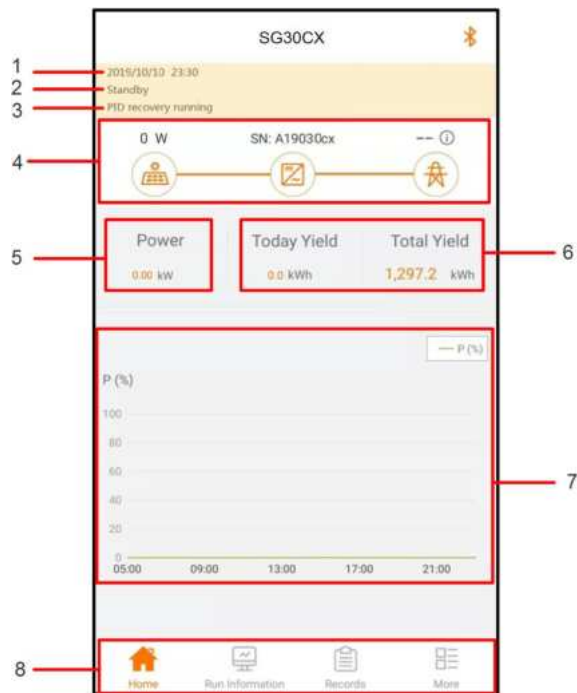 SG30CX
1
2019/10/10 23:30
2
Standby
3
PID recovery running
4
0 W SN: A19030cx --
5
Power
0.00 kW
6
Today Yield Total Yield
0.0 kWh 1,297.2 kWh
7
P (%)
P (%)
100
80
60
40
20
0
05:00 09:00 13:00 17:00 21:00
8
Home Run Information Records More